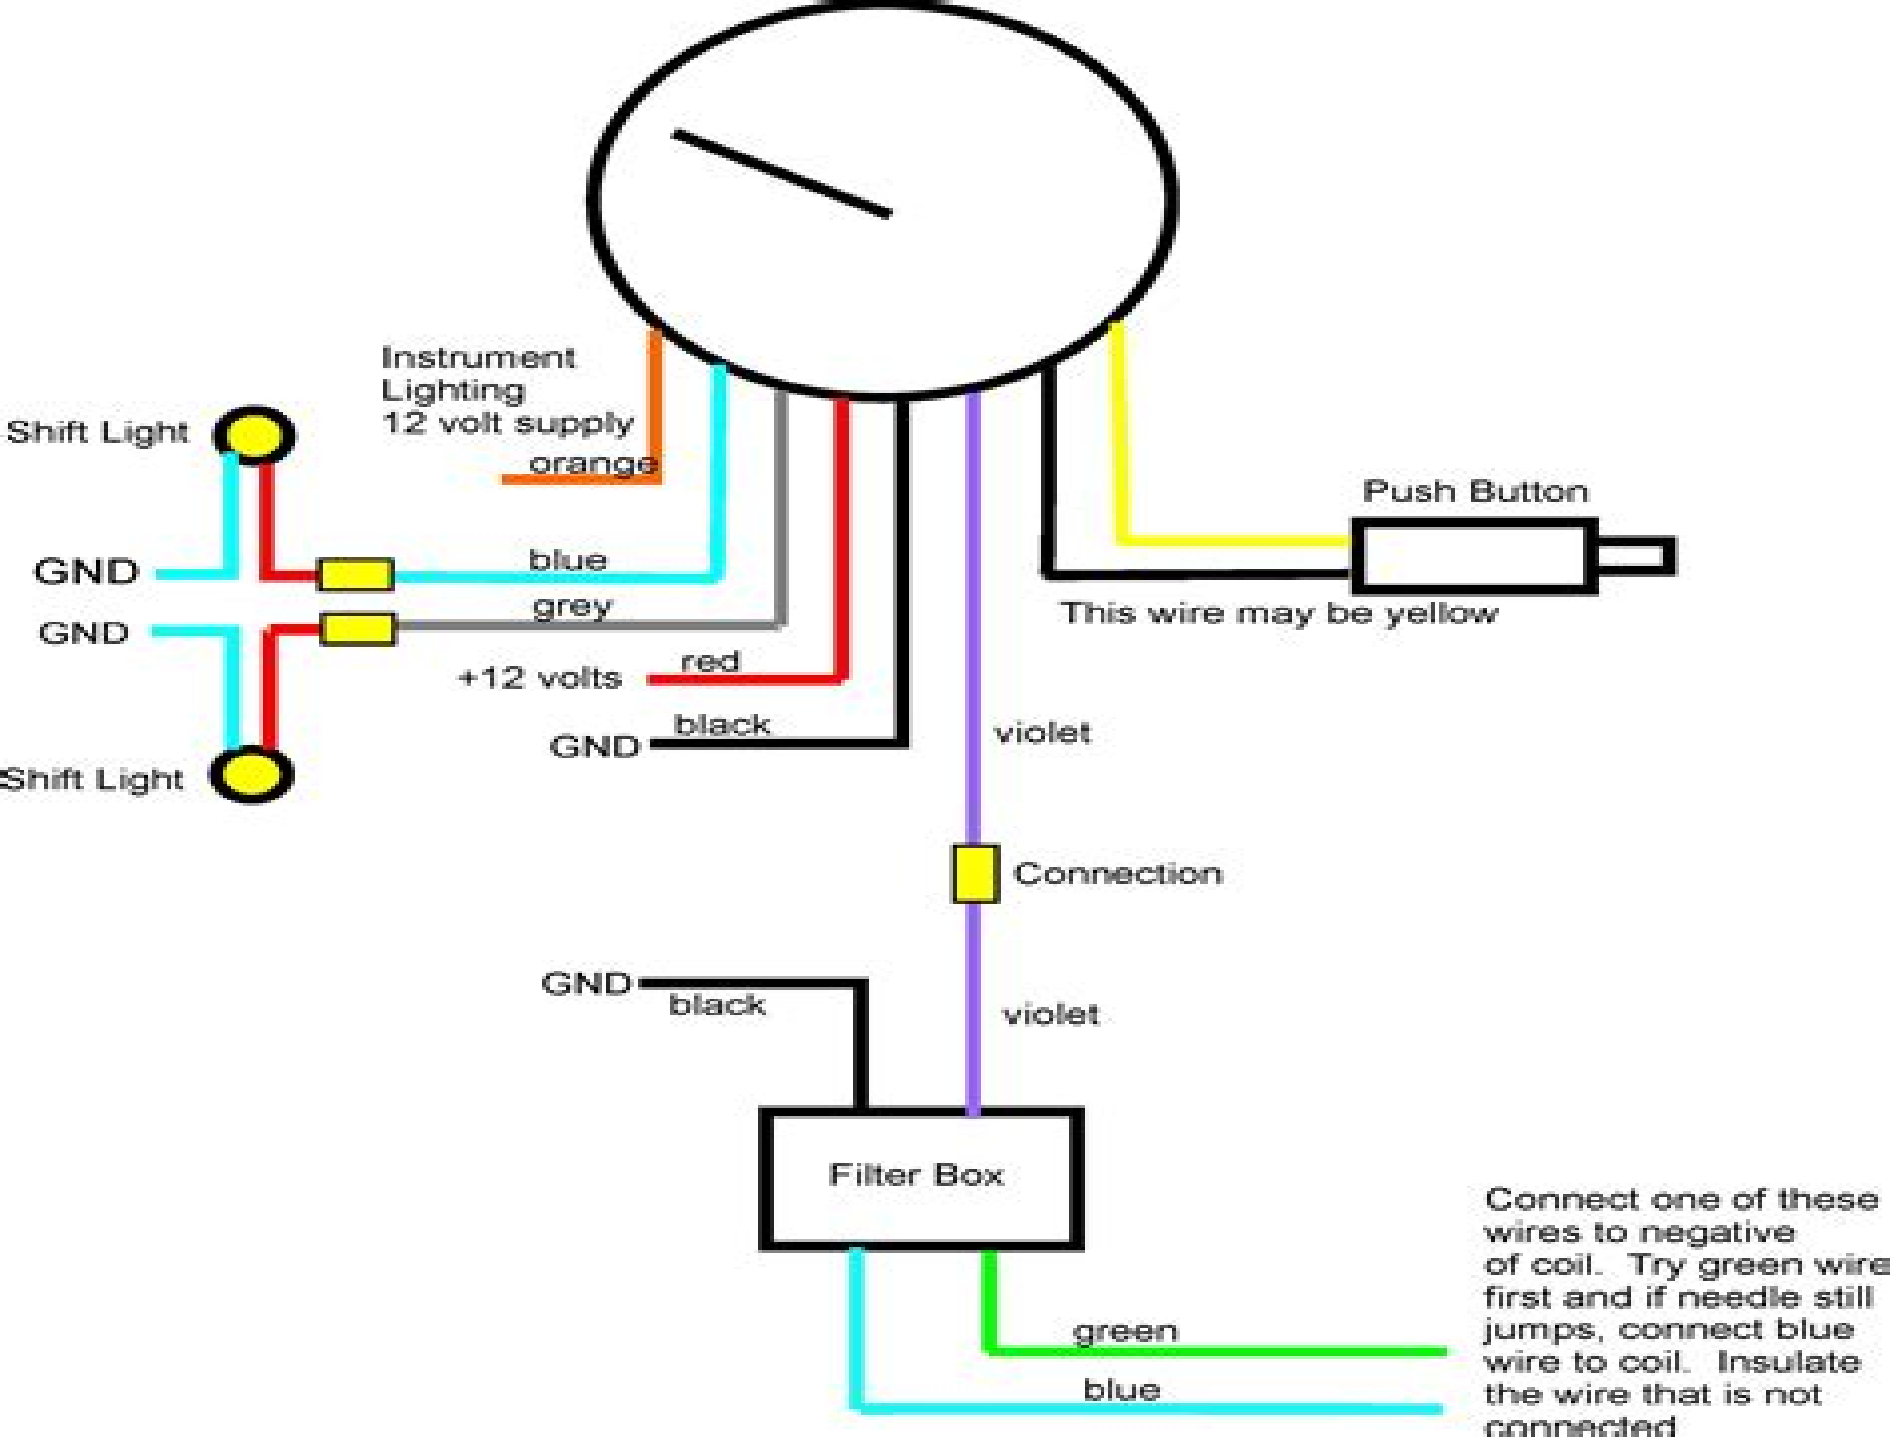 Instrument
Lighting
12 volt supply
orange
Shift Light
Push Button
blue
GND
grey
This wire may be yellow
GND
red
+12 volts
black
GND
violet
Shift Light
Connection
GND
black
violet
Filter Box
Connect one of these
wires to negative
of coil. Try green wire
first and if needle still
jumps, connect blue
wire to coil. Insulate
the wire that is not
connected
green
blue